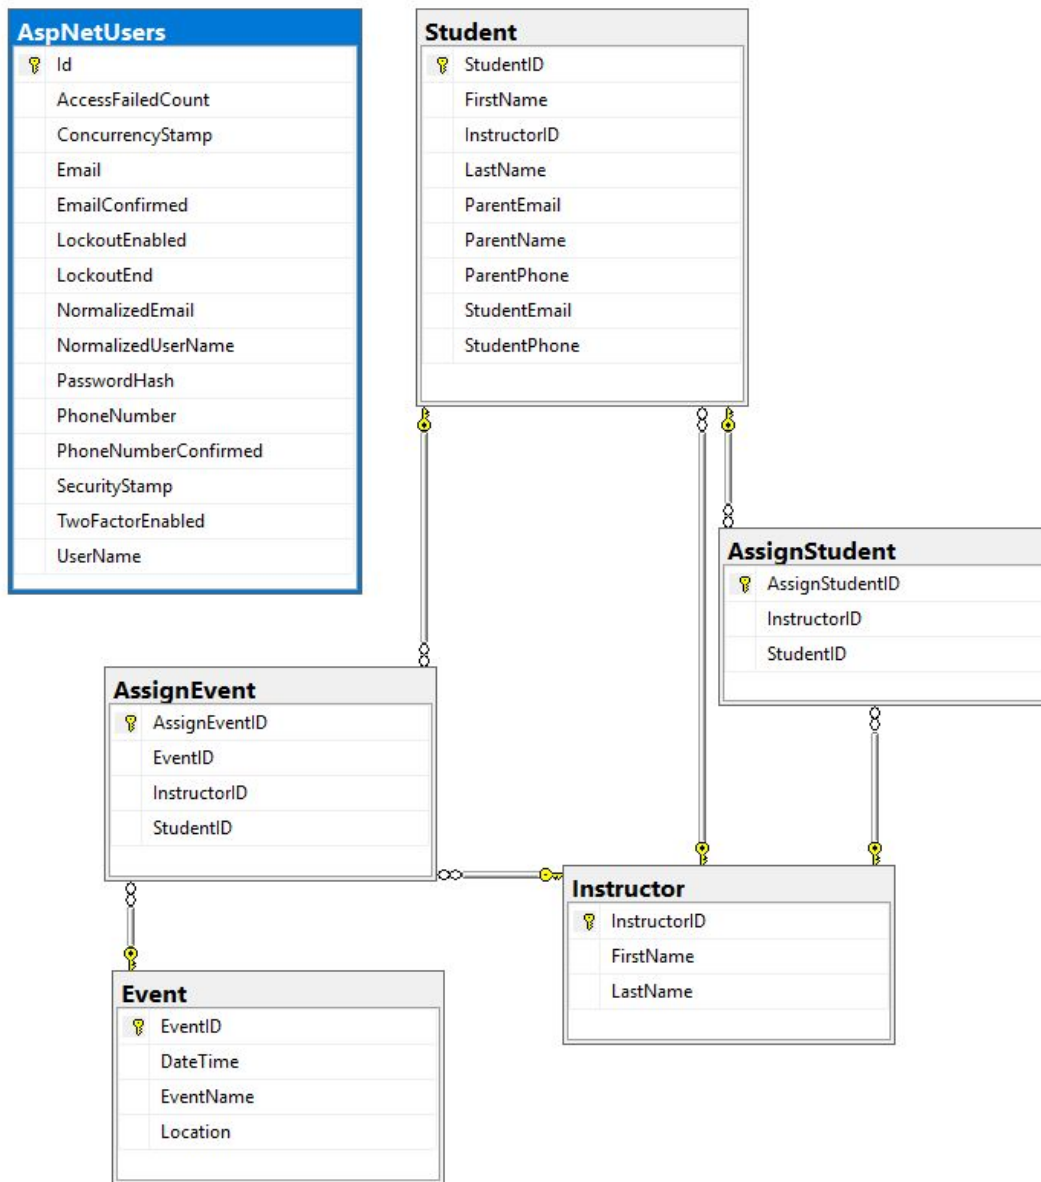 AspNetUsers
Id
AccessFailedCount
ConcurrencyStamp
Email
EmailConfirmed
LockoutEnabled
LockoutEnd
NormalizedEmail
NormalizedUserName
PasswordHash
PhoneNumber
PhoneNumberConfirmed
SecurityStamp
TwoFactorEnabled
UserName
Student
StudentID
FirstName
InstructorID
LastName
ParentEmail
ParentName
ParentPhone
StudentEmail
StudentPhone
AssignStudent
AssignStudentID
InstructorID
StudentID
AssignEvent
AssignEventID
EventID
InstructorID
StudentID
Instructor
InstructorID
FirstName
LastName
Event
EventID
DateTime
EventName
Location